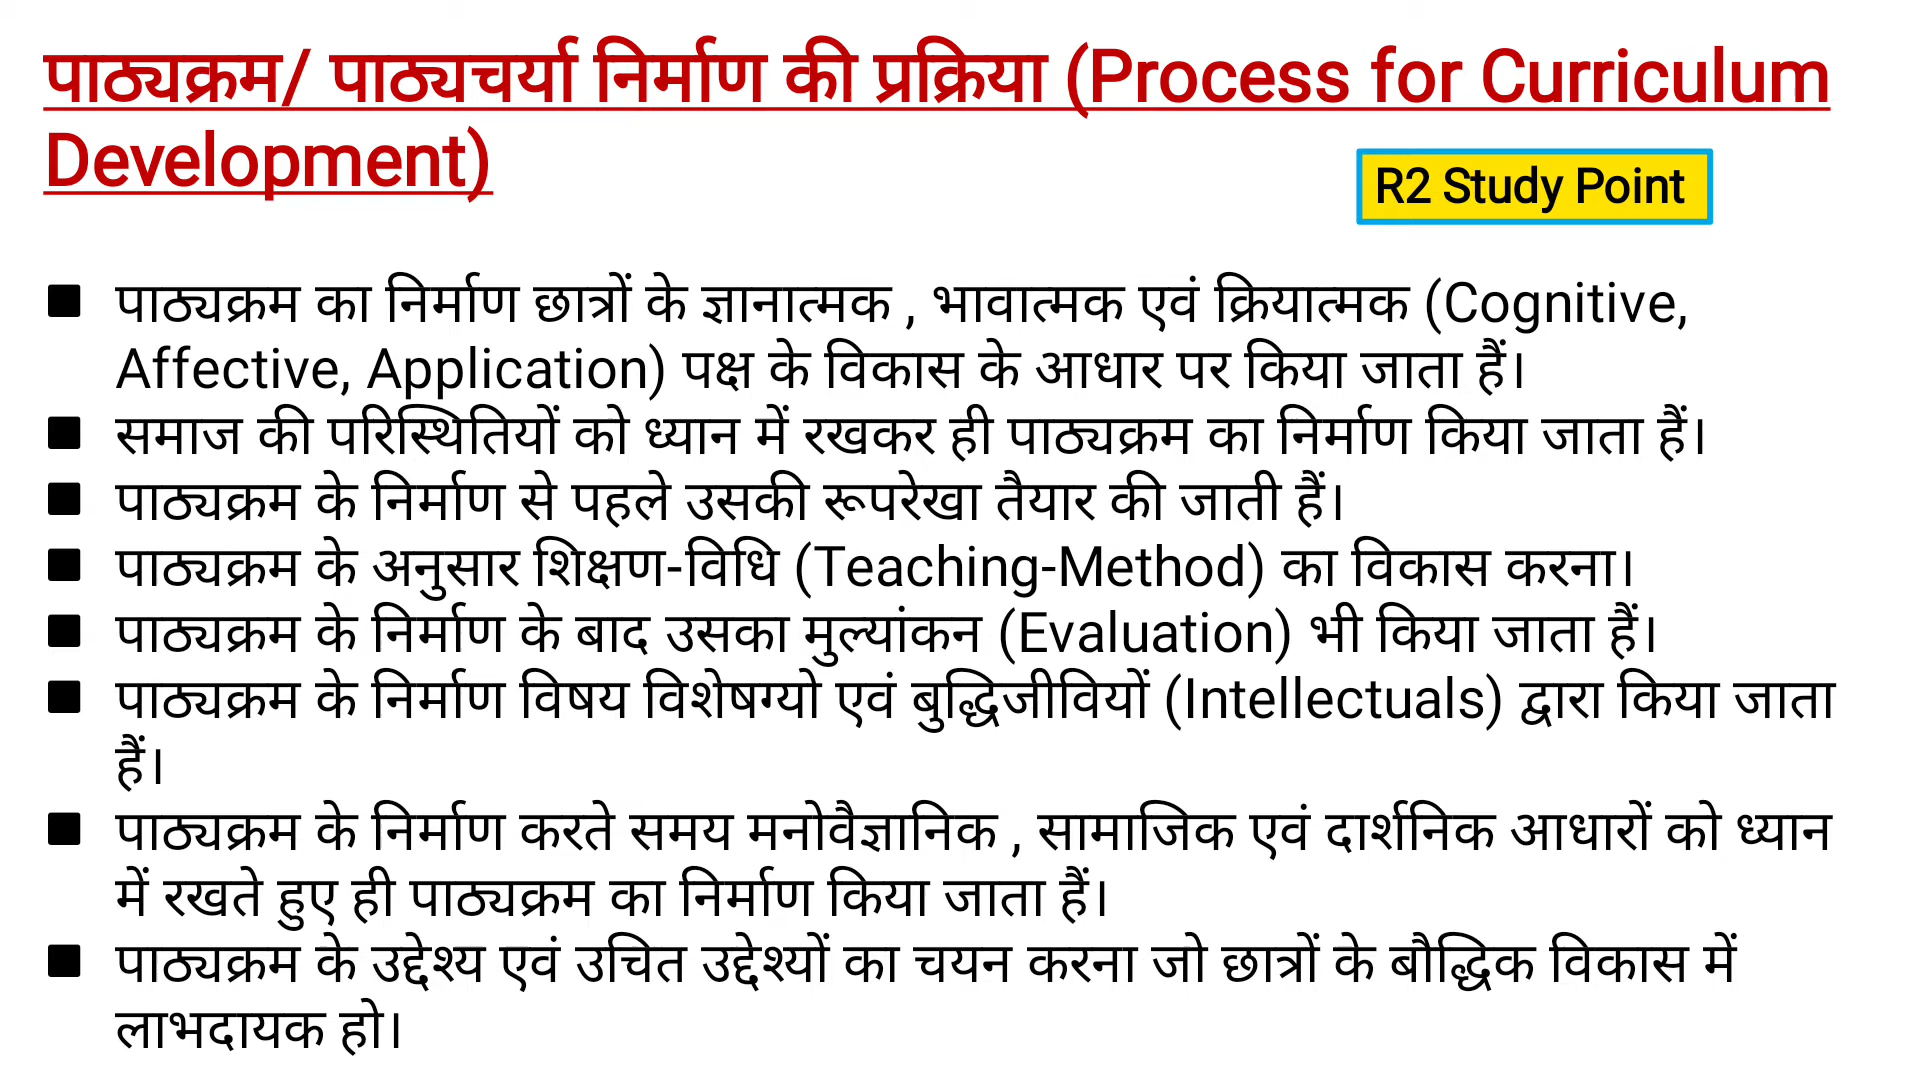 पाठ्यक्रम/ पाठ्यचर्या निर्माण की प्रक्रिया (Process for Curriculum
Development)
R2 Study Point
पाठ्यक्रम का निर्माण छात्रों के ज्ञानात्मक , भावात्मक एवं क्रियात्मक (Cognitive,
Affective, Application) पक्ष के विकास के आधार पर किया जाता हैं।
समाज की परिस्थितियों को ध्यान में रखकर ही पाठ्यक्रम का निर्माण किया जाता हैं।
पाठ्यक्रम के निर्माण से पहले उसकी रूपरेखा तैयार की जाती हैं।
पाठ्यक्रम के अनुसार शिक्षण-विधि (Teaching-Method) का विकास करना।
पाठ्यक्रम के निर्माण के बाद उसका मुल्यांकन (Evaluation) भी किया जाता हैं।
पाठ्यक्रम के निर्माण विषय विशेषग्यो एवं बुद्धिजीवियों (Intellectuals) द्वारा किया जाता
हैं।
पाठ्यक्रम के निर्माण करते समय मनोवैज्ञानिक , सामाजिक एवं दार्शनिक आधारों को ध्यान
में रखते हुए ही पाठ्यक्रम का निर्माण किया जाता हैं।
पाठ्यक्रम के उद्देश्य एवं उचित उद्देश्यों का चयन करना जो छात्रों के बौद्धिक विकास में
लाभदायक हो।